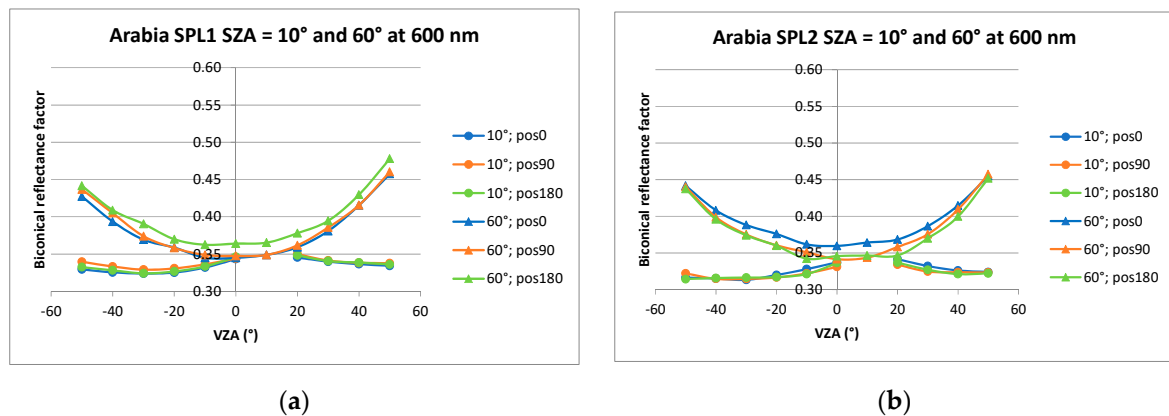 Arabia SPL1 SZA = 10° and 60° at 600 nm
Biconical reflectance factor
0.60
0.55
0.50
0.45
0.40
0.35
0.30
-60 -40 -20 0 20 40 60
VZA (°)
10°; pos0
10°; pos90
10°; pos180
60°; pos0
60°; pos90
60°; pos180
(a)
Arabia SPL2 SZA = 10° and 60° at 600 nm
Biconical reflectance factor
0.60
0.55
0.50
0.45
0.40
0.35
0.30
-60 -40 -20 0 20 40 60
VZA (°)
10°; pos0
10°; pos90
10°; pos180
60°; pos0
60°; pos90
60°; pos180
(b)